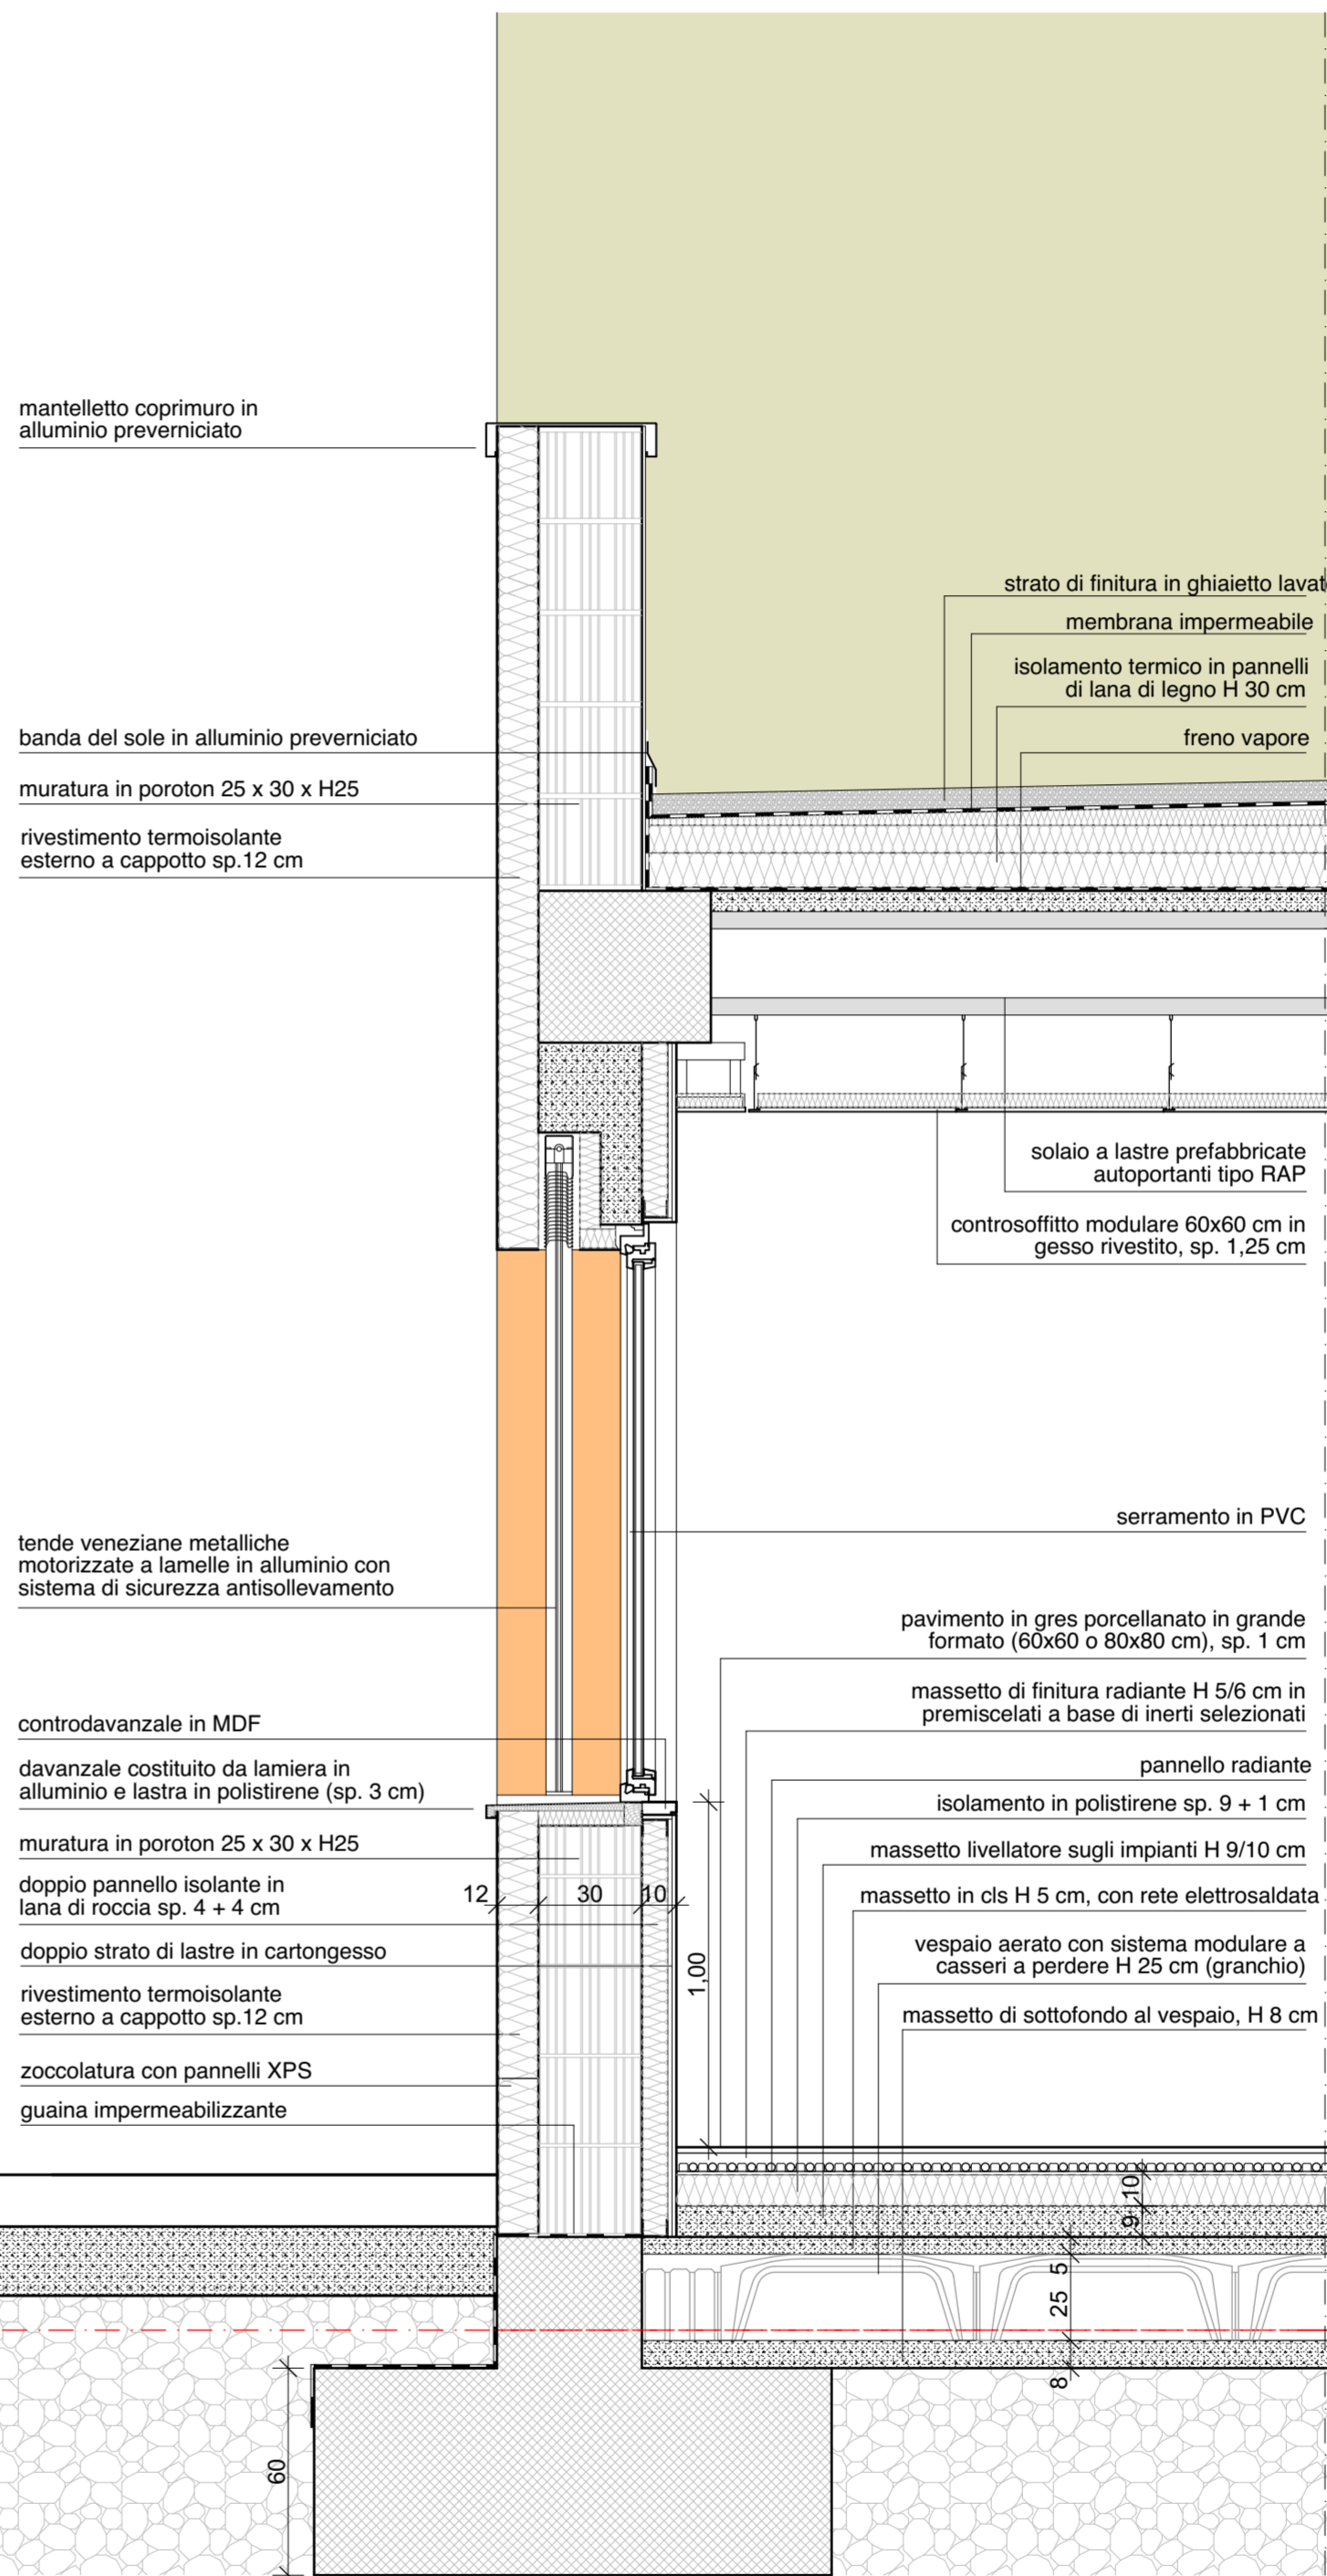 mantelletto coprimuro in
alluminio preverniciato
banda del sole in alluminio preverniciato
muratura in poroton 25 x 30 x H25
rivestimento termoisolante
esterno a cappotto sp.12 cm
strato di finitura in ghiaietto lavato
membrana impermeabile
isolamento termico in pannelli
di lana di legno H 30 cm
freno vapore
solaio a lastre prefabbricate
autoportanti tipo RAP
controsoffitto modulare 60x60 cm in
gesso rivestito, sp. 1,25 cm
serramento in PVC
tende veneziane metalliche
motorizzate a lamelle in alluminio con
sistema di sicurezza antisollevamento
controdavanzale in MDF
davanzale costituito da lamiera in
alluminio e lastra in polistirene (sp. 3 cm)
muratura in poroton 25 x 30 x H25
doppio pannello isolante in
lana di roccia sp. 4 + 4 cm
doppio strato di lastre in cartongesso
rivestimento termoisolante
esterno a cappotto sp.12 cm
zoccolatura con pannelli XPS
guaina impermeabilizzante
12 30 10
1,00
pavimento in gres porcellanato in grande
formato (60x60 o 80x80 cm), sp. 1 cm
massetto di finitura radiante H 5/6 cm in
premiscelati a base di inerti selezionati
pannello radiante
isolamento in polistirene sp. 9 + 1 cm
massetto livellatore sugli impianti H 9/10 cm
massetto in cls H 5 cm, con rete elettrosaldata
vespaio aerato con sistema modulare a
casseri a perdere H 25 cm (granchio)
massetto di sottofondo al vespaio, H 8 cm
10
9
5
25
8
60